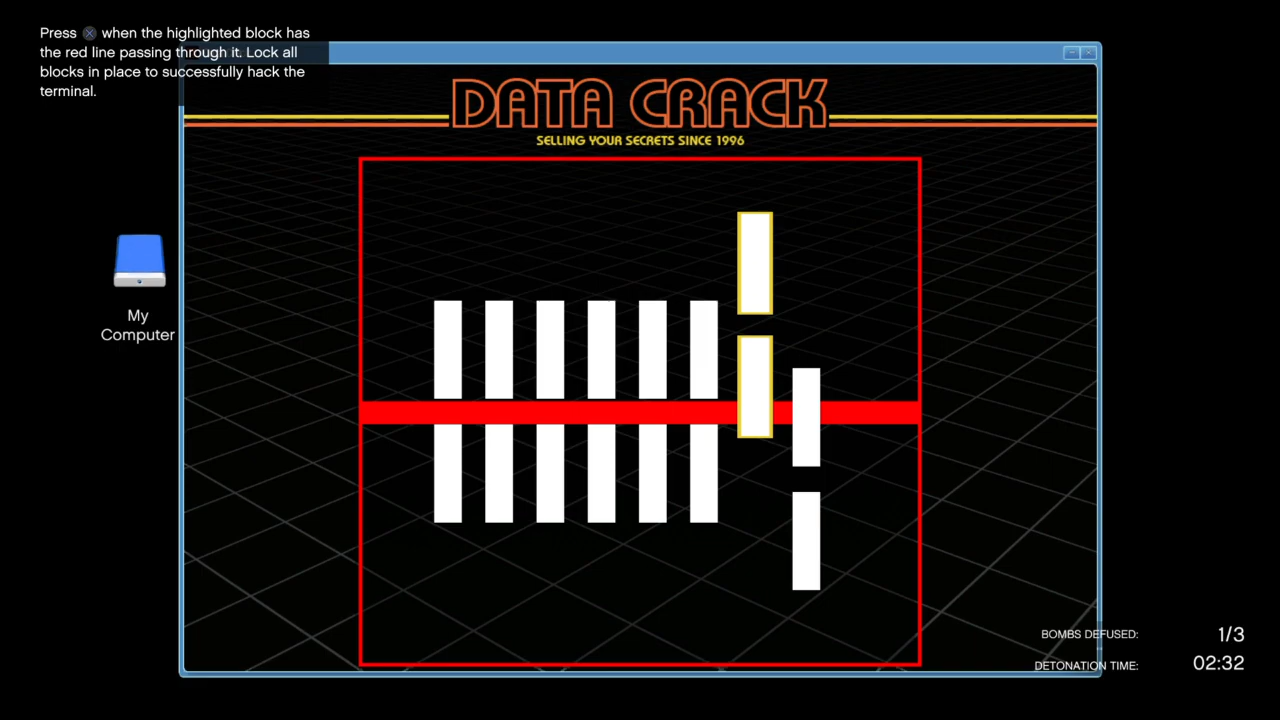 Press ⊗ when the highlighted block has
the red line passing through it. Lock all
blocks in place to successfully hack the
terminal.
DATA CRACK
SELLING YOUR SECRETS SINCE 1996
My
Computer
BOMBS DEFUSED: 1/3
DETONATION TIME: 02:32